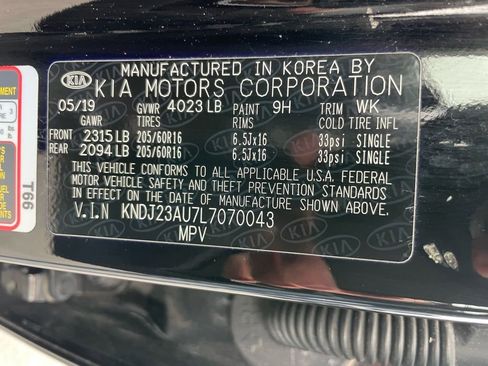 MANUFACTURED IN KOREA BY
KIA KIA MOTORS CORPORATION
05/19 GVWR 4023 LB PAINT 9H TRIM WK
GAWR TIRES RIMS COLD TIRE INFL
FRONT 2315 LB 205/60R16 6.5Jx16 33psi SINGLE
REAR 2094 LB 205/60R16 6.5Jx16 33psi SINGLE
THIS VEHICLE CONFORMS TO ALL APPLICABLE U.S.A. FEDERAL
MOTOR VEHICLE SAFETY AND THEFT PREVENTION STANDARDS
IN EFFECT ON THE DATE OF MANUFACTURE SHOWN ABOVE.
V.I.N KNDJ23AU7L7070043
MPV
T66